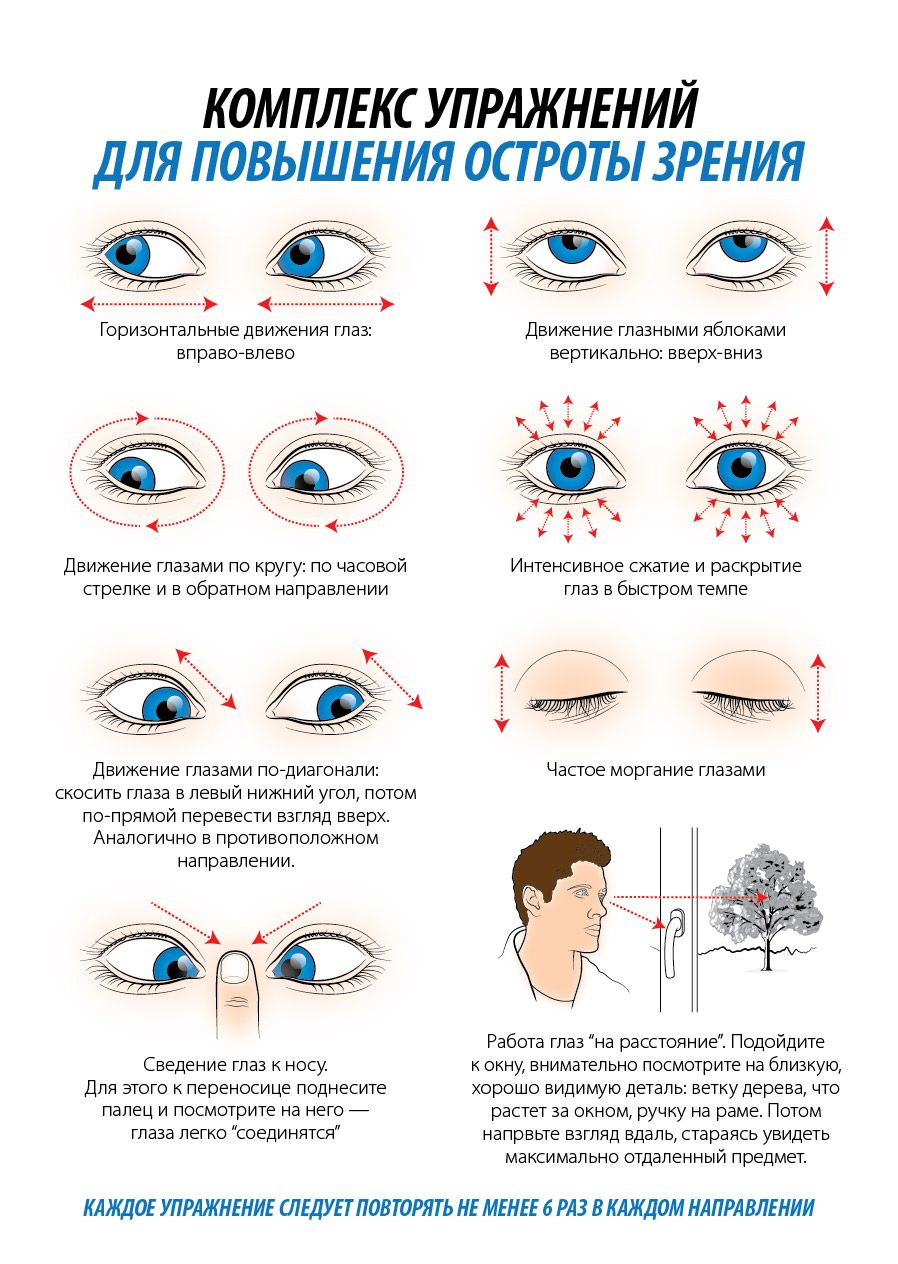 КОМПЛЕКС УПРАЖНЕНИЙ
ДЛЯ ПОВЫШЕНИЯ ОСТРОТЫ ЗРЕНИЯ
Горизонтальные движения глаз:
вправо-влево
Движение глазными яблоками
вертикально: вверх-вниз
Движение глазами по кругу: по часовой
стрелке и в обратном направлении
Интенсивное сжатие и раскрытие
глаз в быстром темпе
Движение глазами по-диагонали:
скосить глаза в левый нижний угол, потом
по-прямой перевести взгляд вверх.
Аналогично в противоположном
направлении.
Частое моргание глазами
Сведение глаз к носу.
Для этого к переносице поднесите
палец и посмотрите на него —
глаза легко “соединятся”
Работа глаз “на расстояние”. Подойдите
к окну, внимательно посмотрите на близкую,
хорошо видимую деталь: ветку дерева, что
растет за окном, ручку на раме. Потом
напрвьте взгляд вдаль, стараясь увидеть
максимально отдаленный предмет.
КАЖДОЕ УПРАЖНЕНИЕ СЛЕДУЕТ ПОВТОРЯТЬ НЕ МЕНЕЕ 6 РАЗ В КАЖДОМ НАПРАВЛЕНИИ